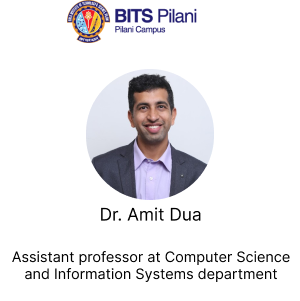 BITS Pilani
Pilani Campus
Dr. Amit Dua
Assistant professor at Computer Science
and Information Systems department